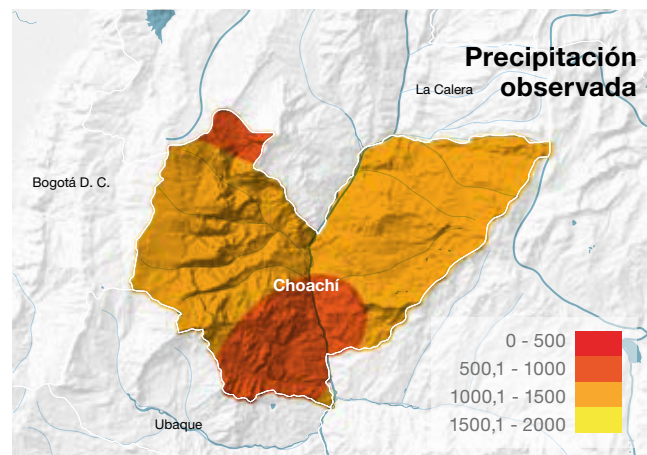 Precipitación
observada
La Calera
Bogotá D. C.
Choachí
Ubaque
0 - 500
500,1 - 1000
1000,1 - 1500
1500,1 - 2000